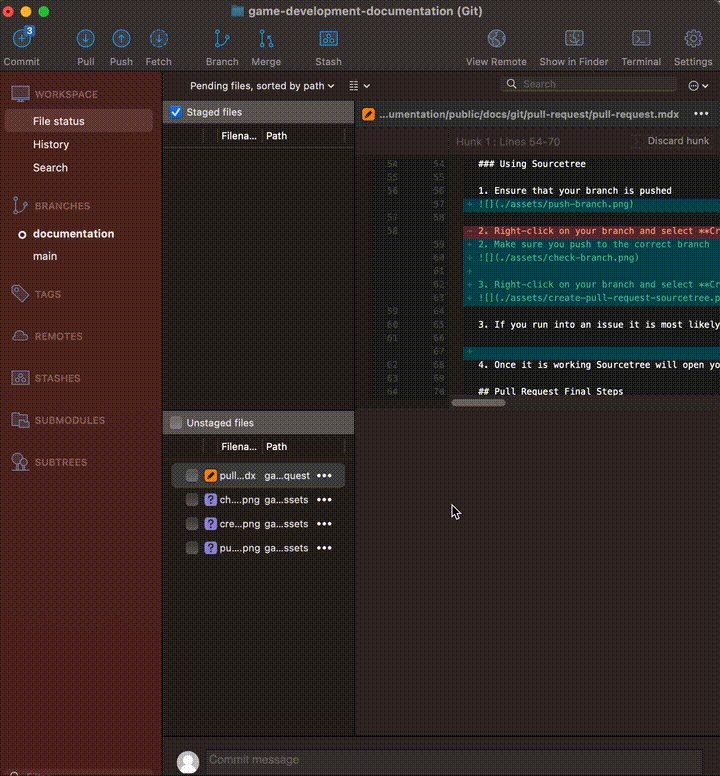 game-development-documentation (Git)
3
Commit
Pull
Push
Fetch
Branch
Merge
Stash
View Remote
Show in Finder
Terminal
Settings
Pending files, sorted by path
Search
WORKSPACE
File status
History
Search
BRANCHES
documentation
main
TAGS
REMOTES
STASHES
SUBMODULES
SUBTREES
Staged files
Filena... Path
Unstaged files
Filena... Path
pull...dx ga...quest •••
? ch....png ga...ssets •••
? cre...png ga...ssets •••
? pu....png ga...ssets •••
...umentation/public/docs/git/pull-request/pull-request.mdx •••
Hunk 1 : Lines 54-70 Discard hunk
54 54 ### Using Sourcetree
55 55
56 56 1. Ensure that your branch is pushed
57 + ![](./assets/push-branch.png)
57 58
58 - 2. Right-click on your branch and select **Cr
59 + 2. Make sure you push to the correct branch
60 + ![](./assets/check-branch.png)
61 +
62 + 3. Right-click on your branch and select **Cr
63 + ![](./assets/create-pull-request-sourcetree.p
59 64
60 65 3. If you run into an issue it is most likely
61 66
67 +
62 68 4. Once it is working Sourcetree will open yo
63 69
64 70 ## Pull Request Final Steps
Commit message